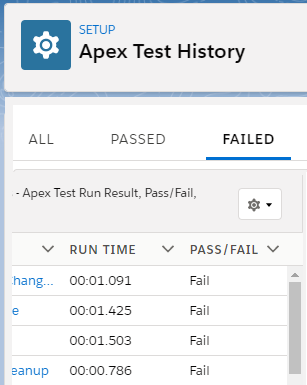 SETUP
Apex Test History
ALL PASSED FAILED
- Apex Test Run Result, Pass/Fail,
RUN TIME PASS/FAIL
Chang... 00:01.091 Fail
e 00:01.425 Fail
00:01.503 Fail
eanup 00:00.786 Fail